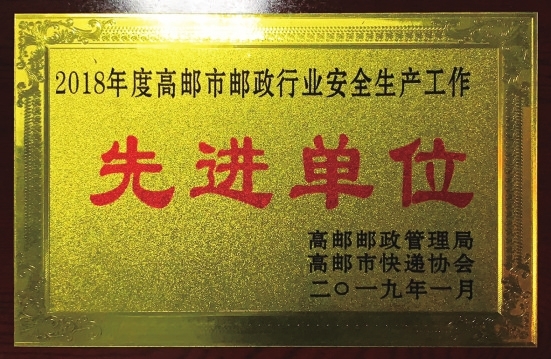 2018年度高邮市邮政行业安全生产工作
先进单位
高邮邮政管理局
高邮市快递协会
二〇一九年一月